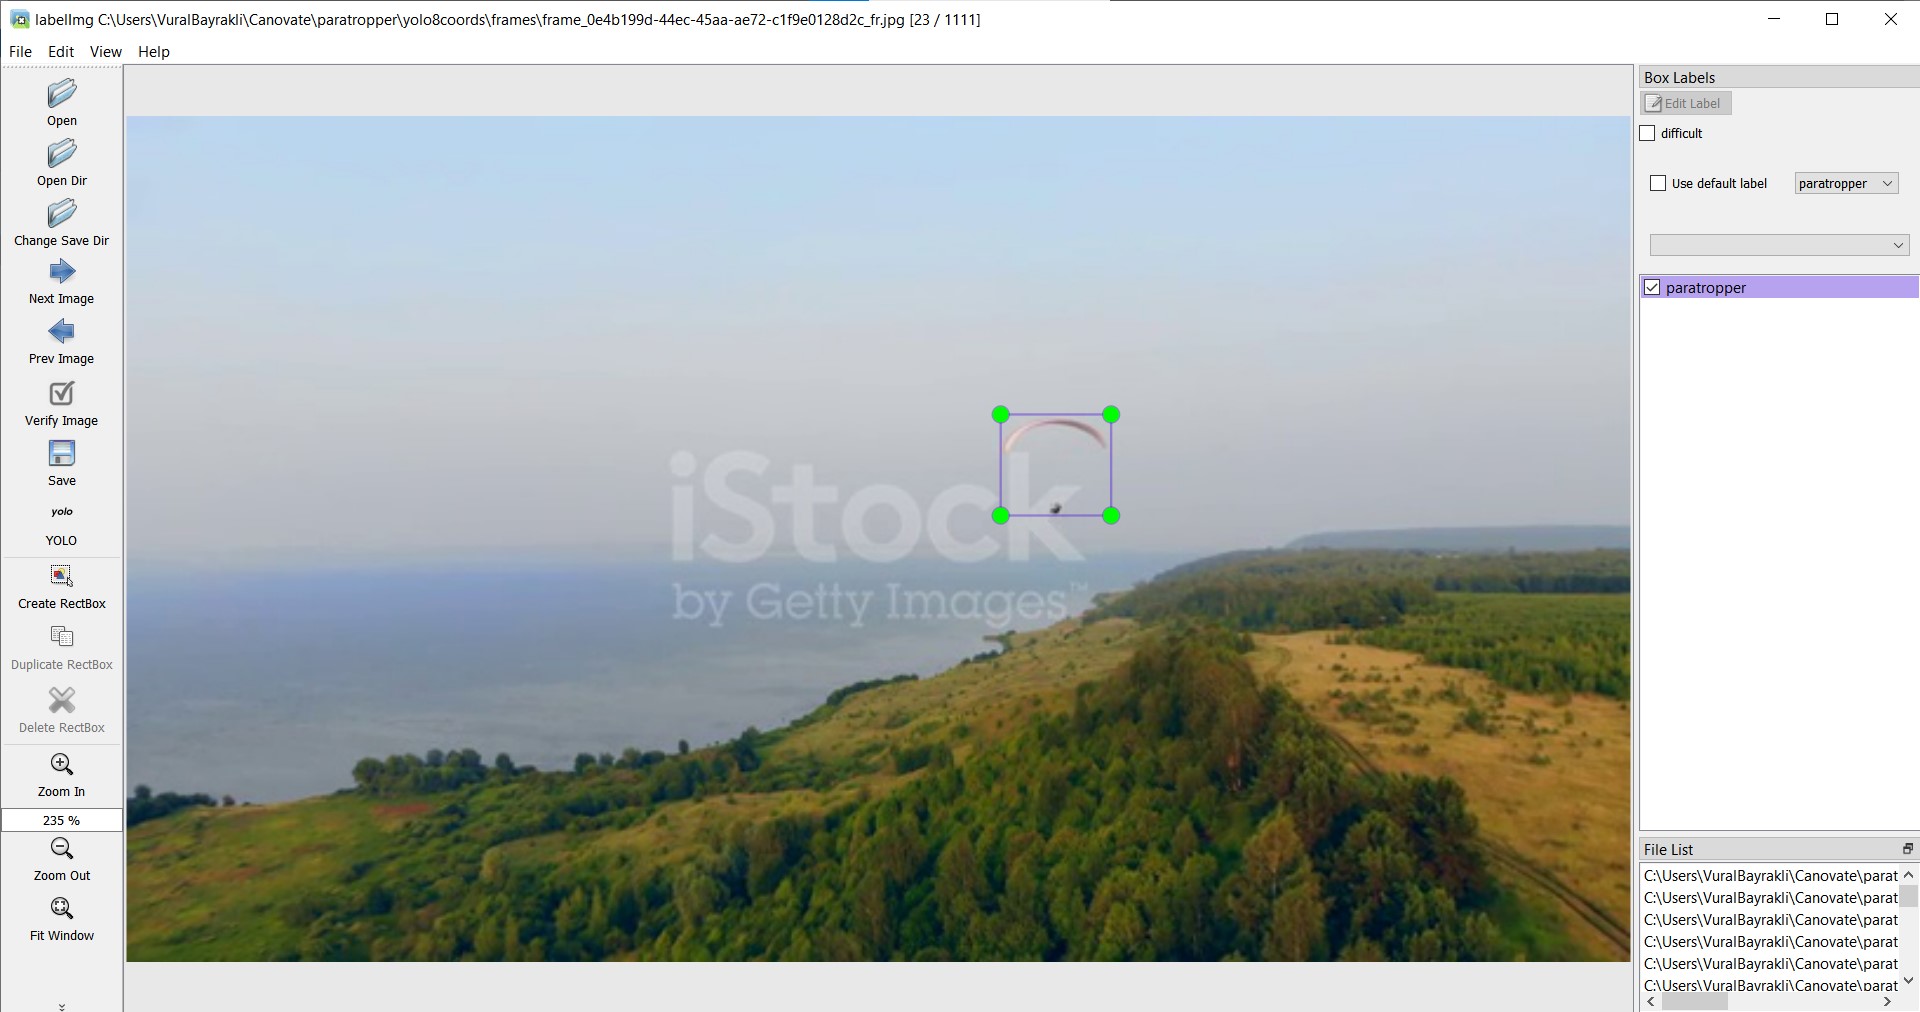 labelImg C:\Users\VuralBayrakli\Canovate\paratropper\yolo8coords\frames\frame_0e4b199d-44ec-45aa-ae72-c1f9e0128d2c_fr.jpg [23 / 1111]
File Edit View Help
Open
Open Dir
Change Save Dir
Next Image
Prev Image
Verify Image
Save
yolo
YOLO
Create RectBox
Duplicate RectBox
Delete RectBox
Zoom In
235 %
Zoom Out
Fit Window
iStock
by Getty Images™
Box Labels
Edit Label
difficult
Use default label paratropper
paratropper
File List
C:\Users\VuralBayrakli\Canovate\parat
C:\Users\VuralBayrakli\Canovate\parat
C:\Users\VuralBayrakli\Canovate\parat
C:\Users\VuralBayrakli\Canovate\parat
C:\Users\VuralBayrakli\Canovate\parat
C:\Users\VuralBayrakli\Canovate\parat